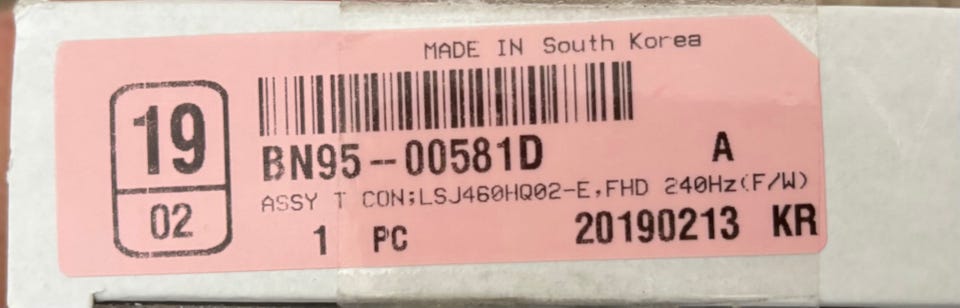 MADE IN South Korea
19
02
BN95-00581D A
ASSY T CON;LSJ460HQ02-E,FHD 240Hz(F/W)
1 PC 20190213 KR